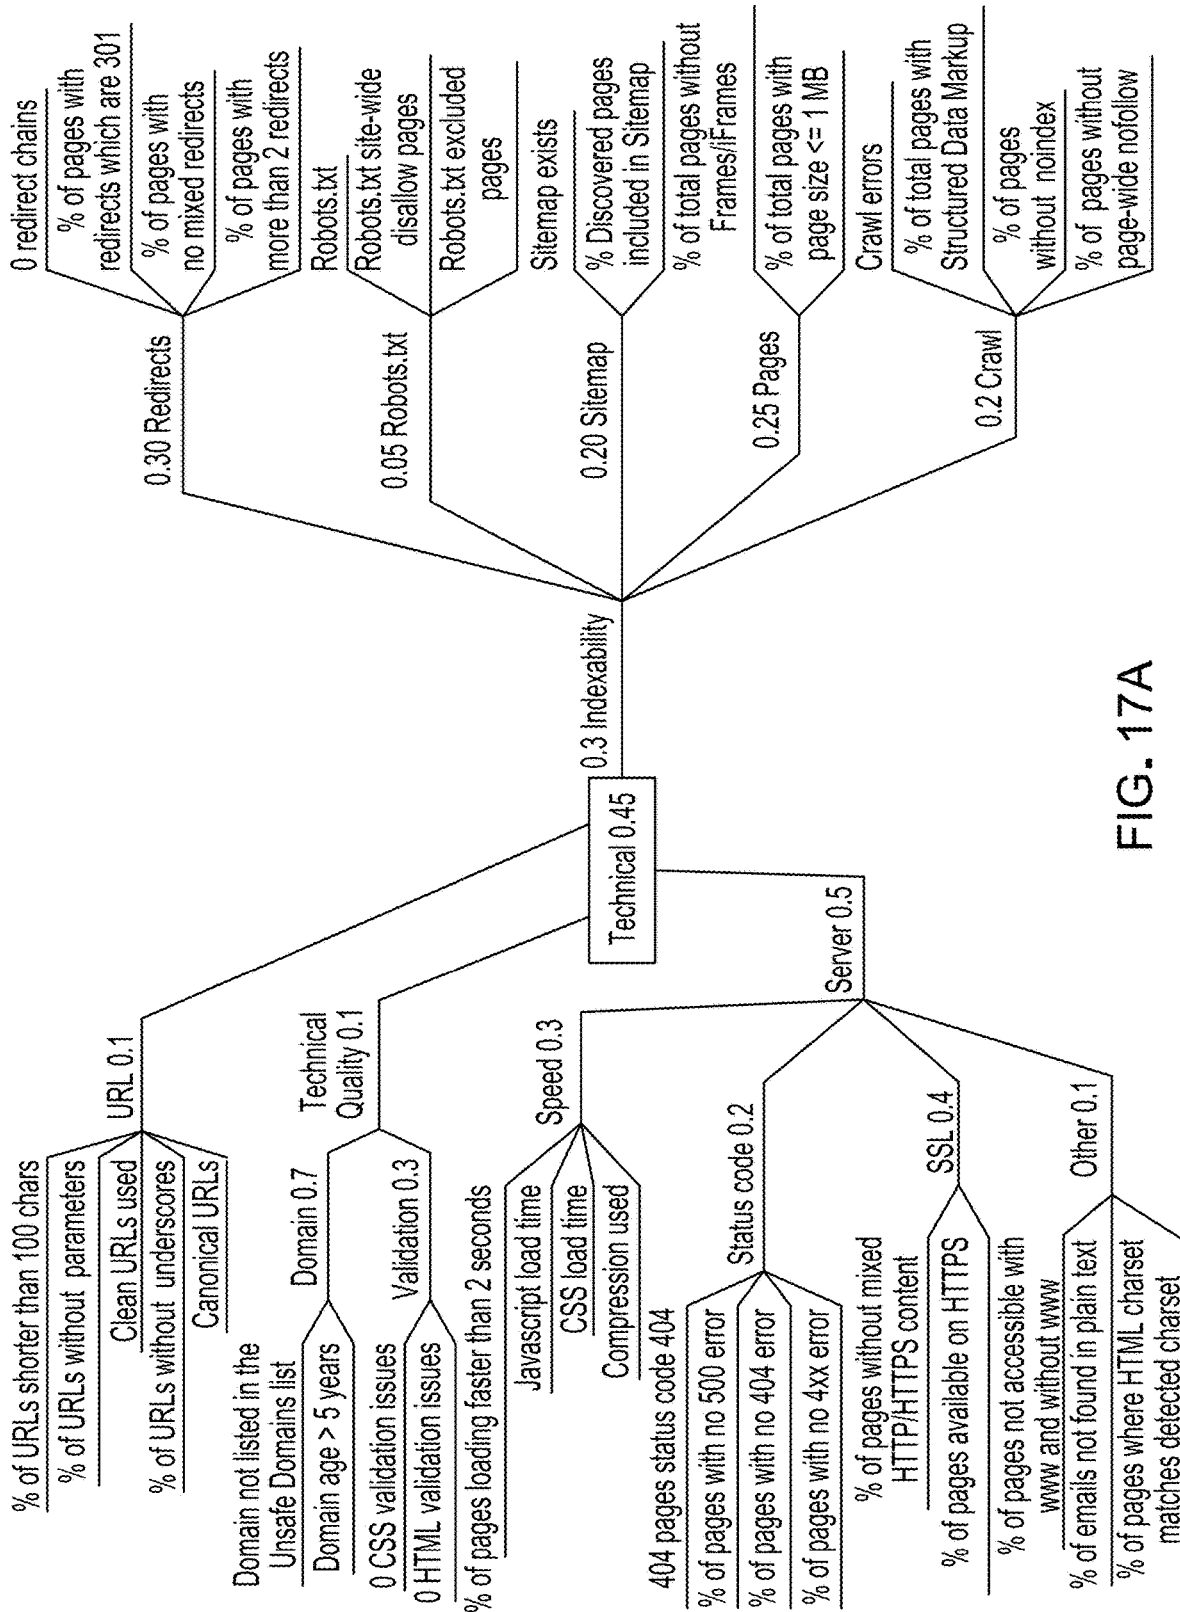 % of URLs shorter than 100 chars
% of URLs without parameters
Clean URLs used
% of URLs without underscores
Canonical URLs
URL 0.1
Domain not listed in the
Unsafe Domains list
Domain age > 5 years
Domain 0.7
0 CSS validation issues
0 HTML validation issues
Validation 0.3
Technical
Quality 0.1
% of pages loading faster than 2 seconds
Javascript load time
CSS load time
Compression used
Speed 0.3
404 pages status code 404
% of pages with no 500 error
% of pages with no 404 error
% of pages with no 4xx error
Status code 0.2
% of pages without mixed
HTTP/HTTPS content
% of pages available on HTTPS
SSL 0.4
% of pages not accessible with
www and without www
% of emails not found in plain text
% of pages where HTML charset
matches detected charset
Other 0.1
Server 0.5
Technical 0.45
0.3 Indexability
0.30 Redirects
0 redirect chains
% of pages with
redirects which are 301
% of pages with
no mixed redirects
% of pages with
more than 2 redirects
0.05 Robots.txt
Robots.txt
Robots.txt site-wide
disallow pages
Robots.txt excluded
pages
0.20 Sitemap
Sitemap exists
% Discovered pages
included in Sitemap
0.25 Pages
% of total pages without
Frames/iFrames
% of total pages with
page size <= 1 MB
0.2 Crawl
Crawl errors
% of total pages with
Structured Data Markup
% of pages
without noindex
% of pages without
page-wide nofollow
FIG. 17A